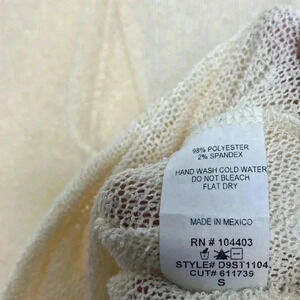 98% POLYESTER
2% SPANDEX
HAND WASH COLD WATER
DO NOT BLEACH
FLAT DRY
MADE IN MEXICO
RN # 104403
STYLE# D9ST1104
CUT# 611739
S